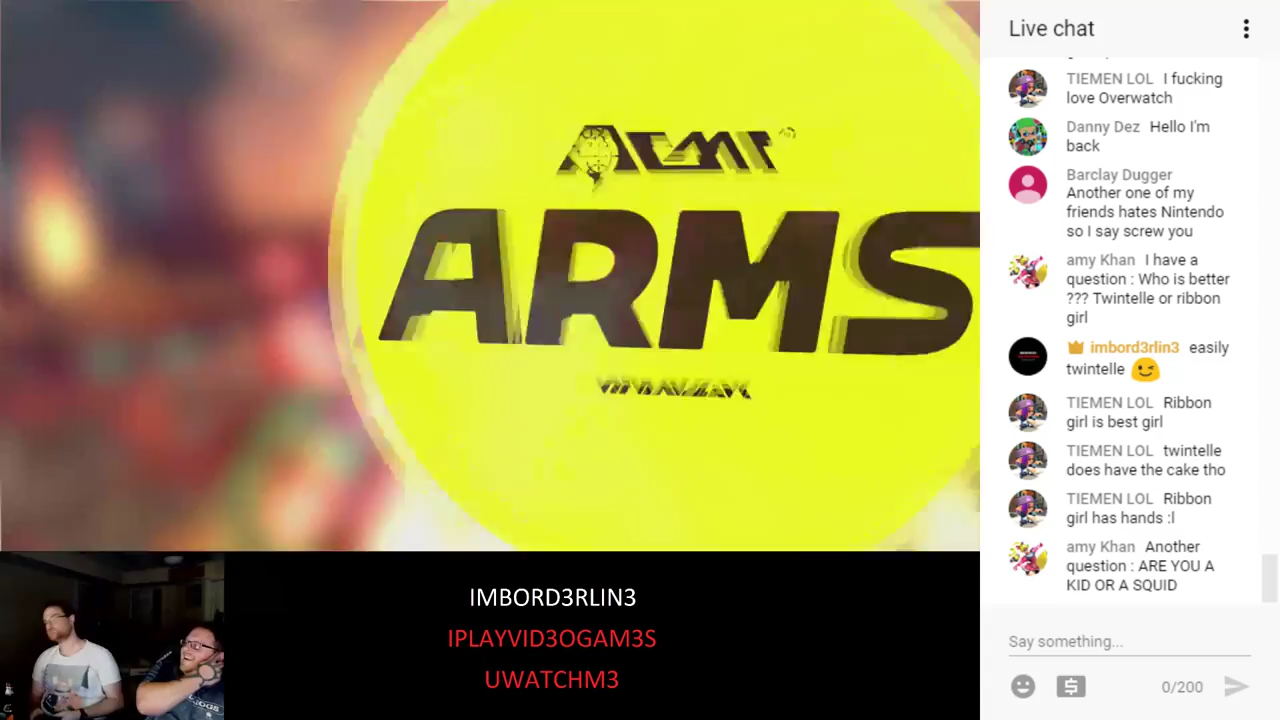 ARMS
IMBORD3RLIN3
IPLAYVID3OGAM3S
UWATCHM3
Live chat
TIEMEN LOL I fucking
love Overwatch
Danny Dez Hello I'm
back
Barclay Dugger
Another one of my
friends hates Nintendo
so I say screw you
amy Khan I have a
question : Who is better
??? Twintelle or ribbon
girl
imbord3rlin3 easily
twintelle
TIEMEN LOL Ribbon
girl is best girl
TIEMEN LOL twintelle
does have the cake tho
TIEMEN LOL Ribbon
girl has hands :l
amy Khan Another
question : ARE YOU A
KID OR A SQUID
Say something...
0/200